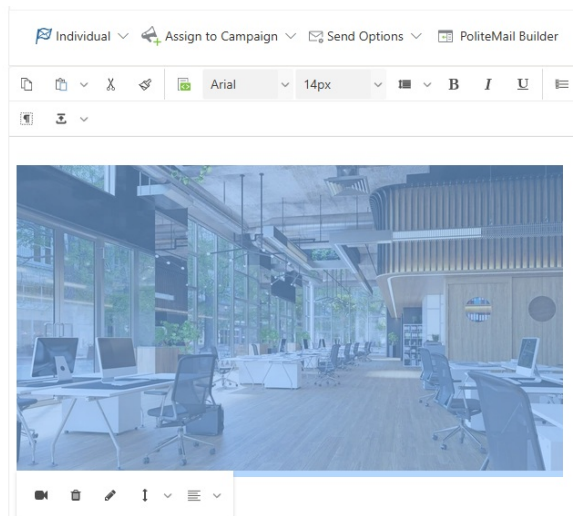 Individual Assign to Campaign Send Options PoliteMail Builder
Arial 14px B I U